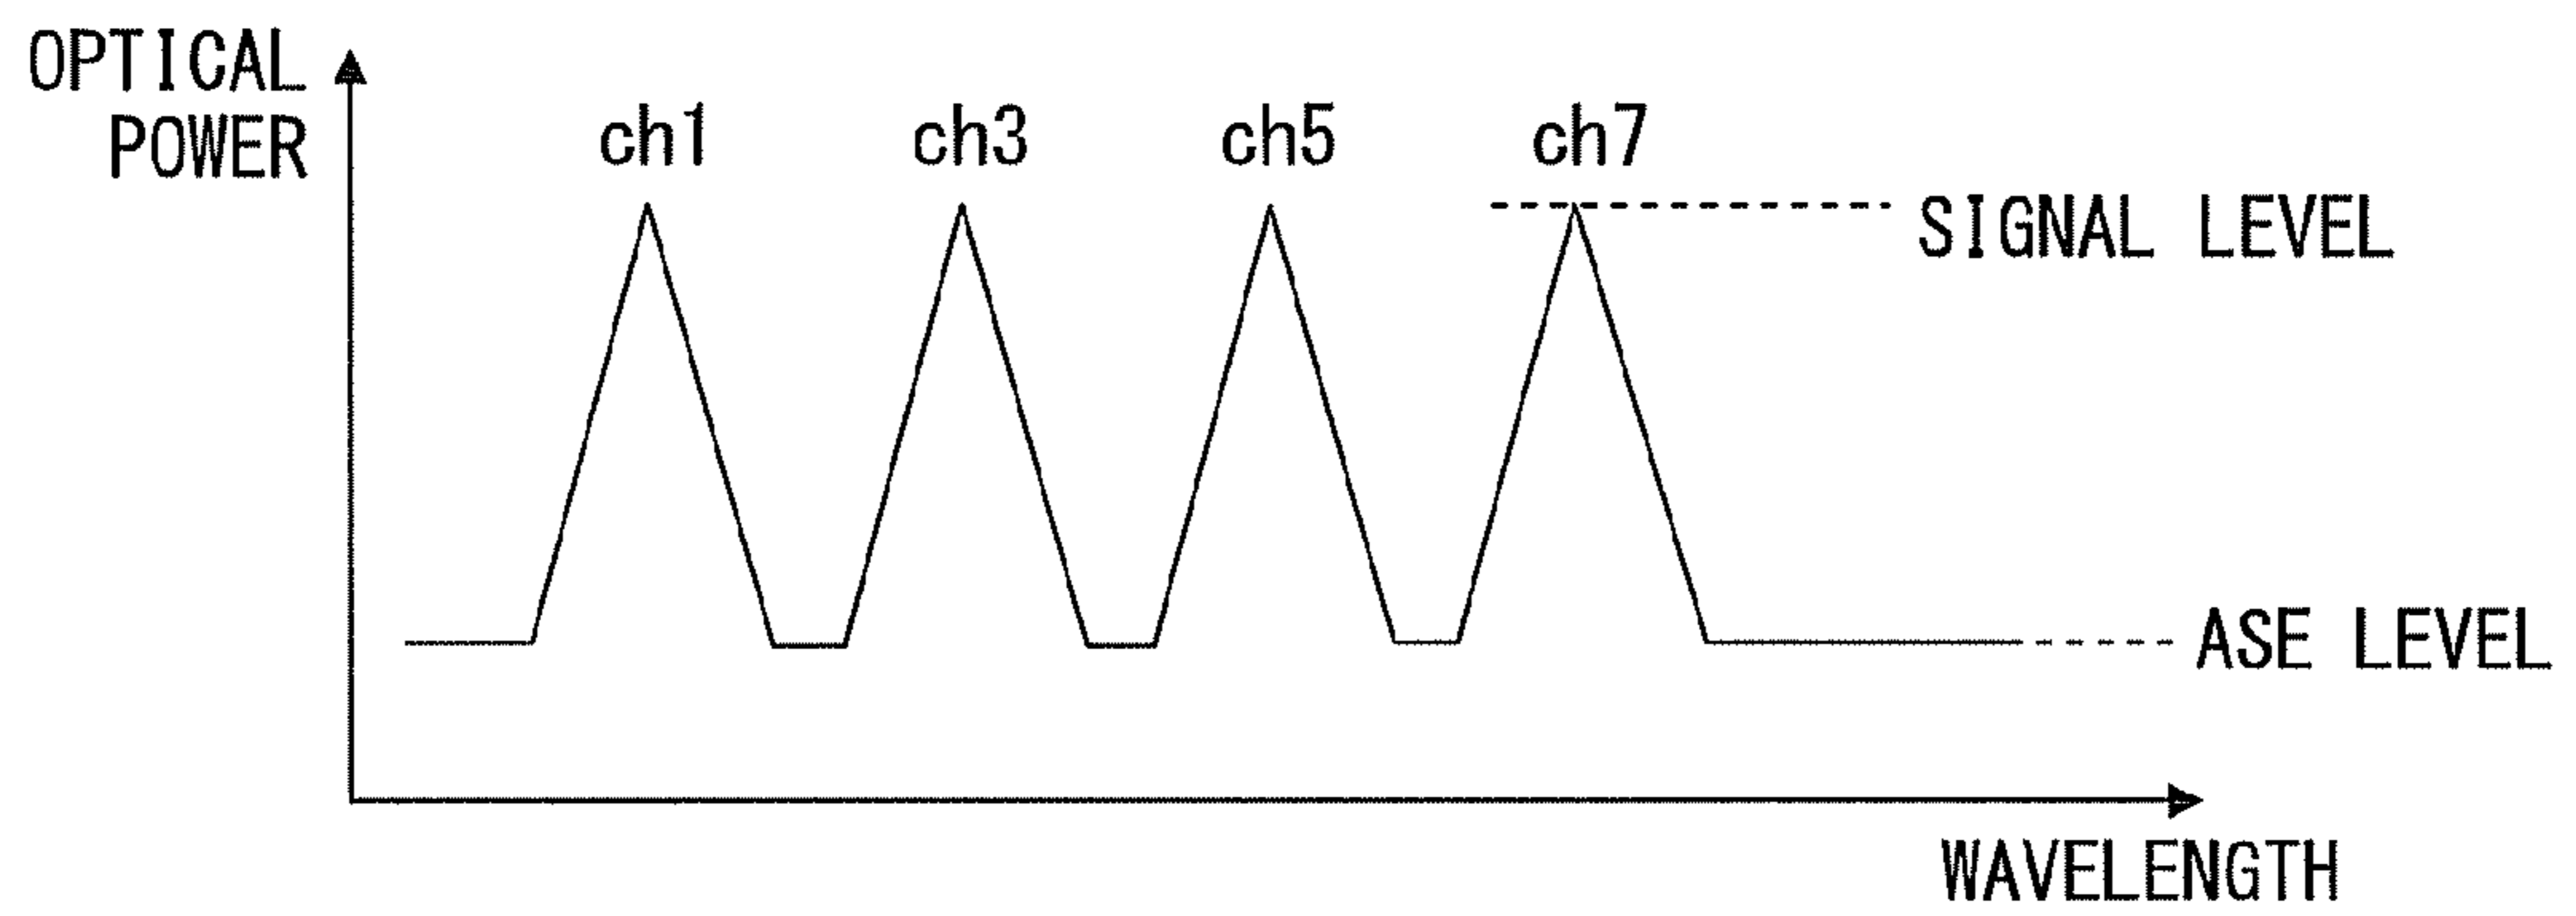 OPTICAL
POWER
ch1 ch3 ch5 ch7
SIGNAL LEVEL
ASE LEVEL
WAVELENGTH